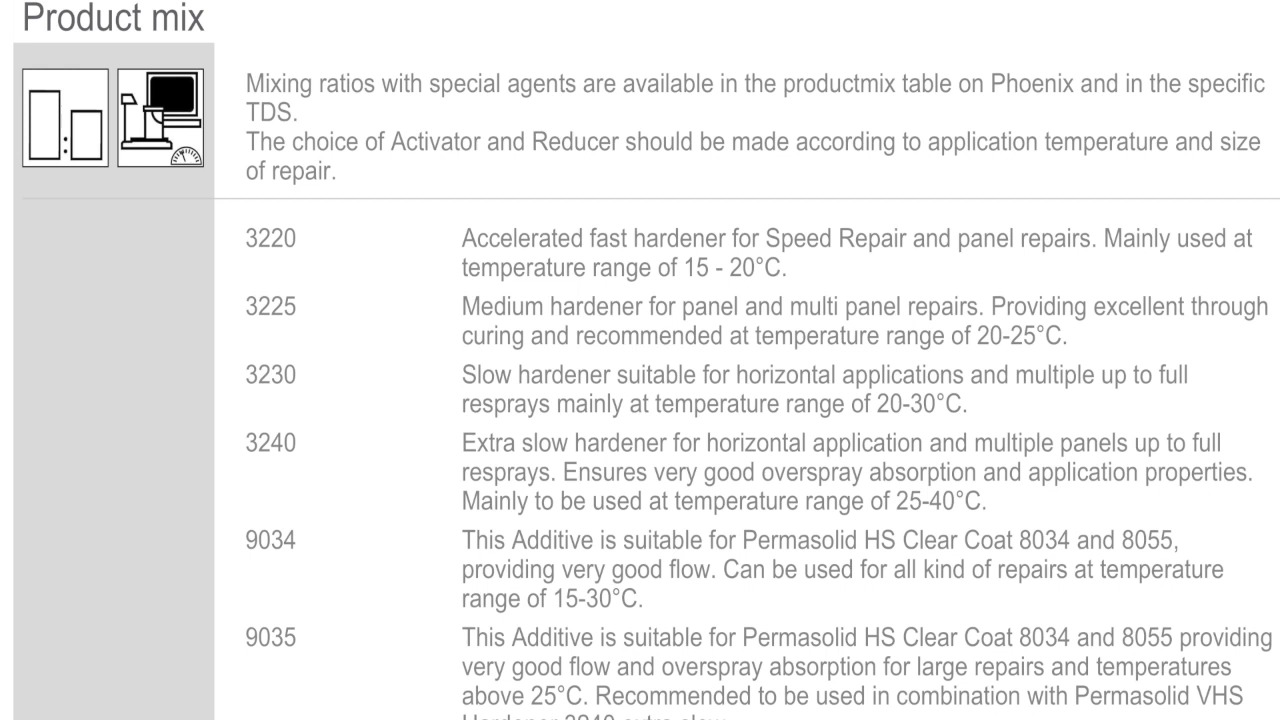 Product mix
Mixing ratios with special agents are available in the productmix table on Phoenix and in the specific
TDS.
The choice of Activator and Reducer should be made according to application temperature and size
of repair.
3220
Accelerated fast hardener for Speed Repair and panel repairs. Mainly used at
temperature range of 15 - 20°C.
3225
Medium hardener for panel and multi panel repairs. Providing excellent through
curing and recommended at temperature range of 20-25°C.
3230
Slow hardener suitable for horizontal applications and multiple up to full
resprays mainly at temperature range of 20-30°C.
3240
Extra slow hardener for horizontal application and multiple panels up to full
resprays. Ensures very good overspray absorption and application properties.
Mainly to be used at temperature range of 25-40°C.
9034
This Additive is suitable for Permasolid HS Clear Coat 8034 and 8055,
providing very good flow. Can be used for all kind of repairs at temperature
range of 15-30°C.
9035
This Additive is suitable for Permasolid HS Clear Coat 8034 and 8055 providing
very good flow and overspray absorption for large repairs and temperatures
above 25°C. Recommended to be used in combination with Permasolid VHS
Hardener 3240 extra slow.